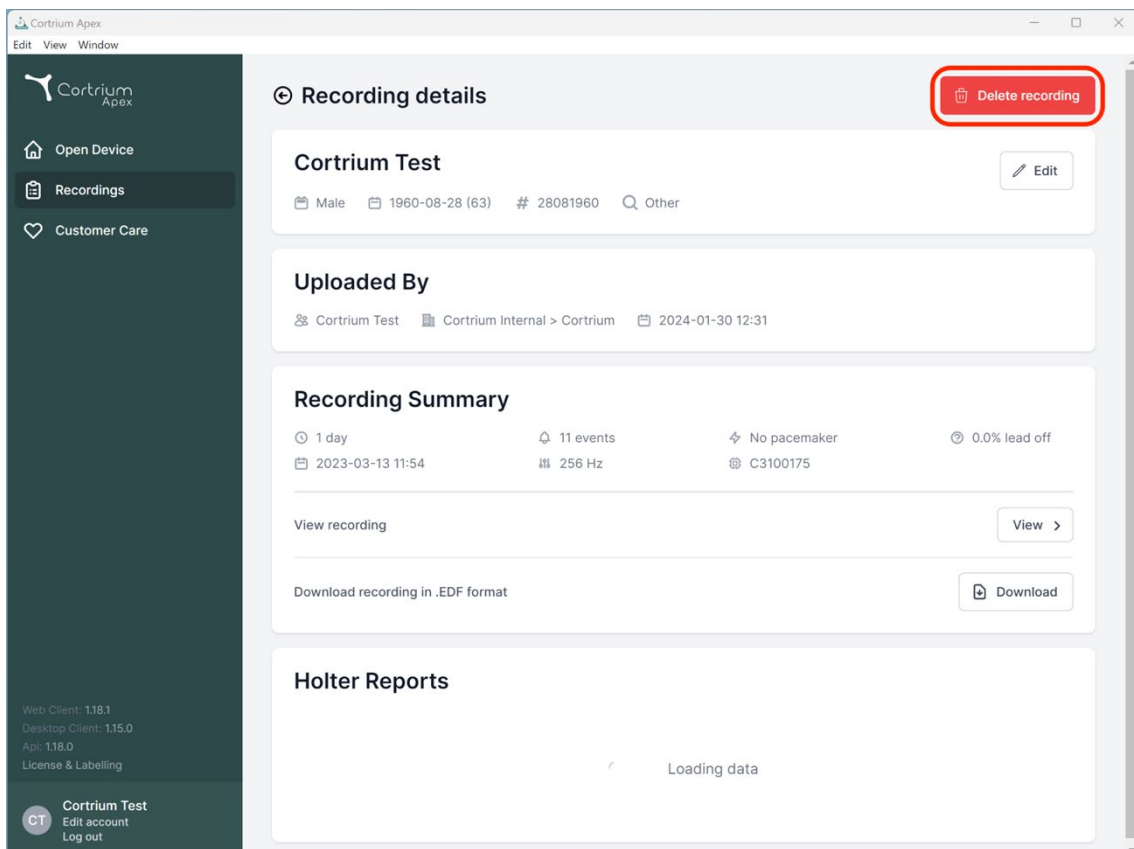 Cortrium Apex
Edit View Window
Cortrium
Apex
Open Device
Recordings
Customer Care
Web Client: 1.18.1
Desktop Client: 1.15.0
Api: 1.18.0
License & Labelling
CT
Cortrium Test
Edit account
Log out
Recording details
Delete recording
Cortrium Test
Edit
Male 1960-08-28 (63) # 28081960 Other
Uploaded By
Cortrium Test Cortrium Internal > Cortrium 2024-01-30 12:31
Recording Summary
1 day 11 events No pacemaker 0.0% lead off
2023-03-13 11:54 256 Hz C3100175
View recording View >
Download recording in .EDF format Download
Holter Reports
Loading data